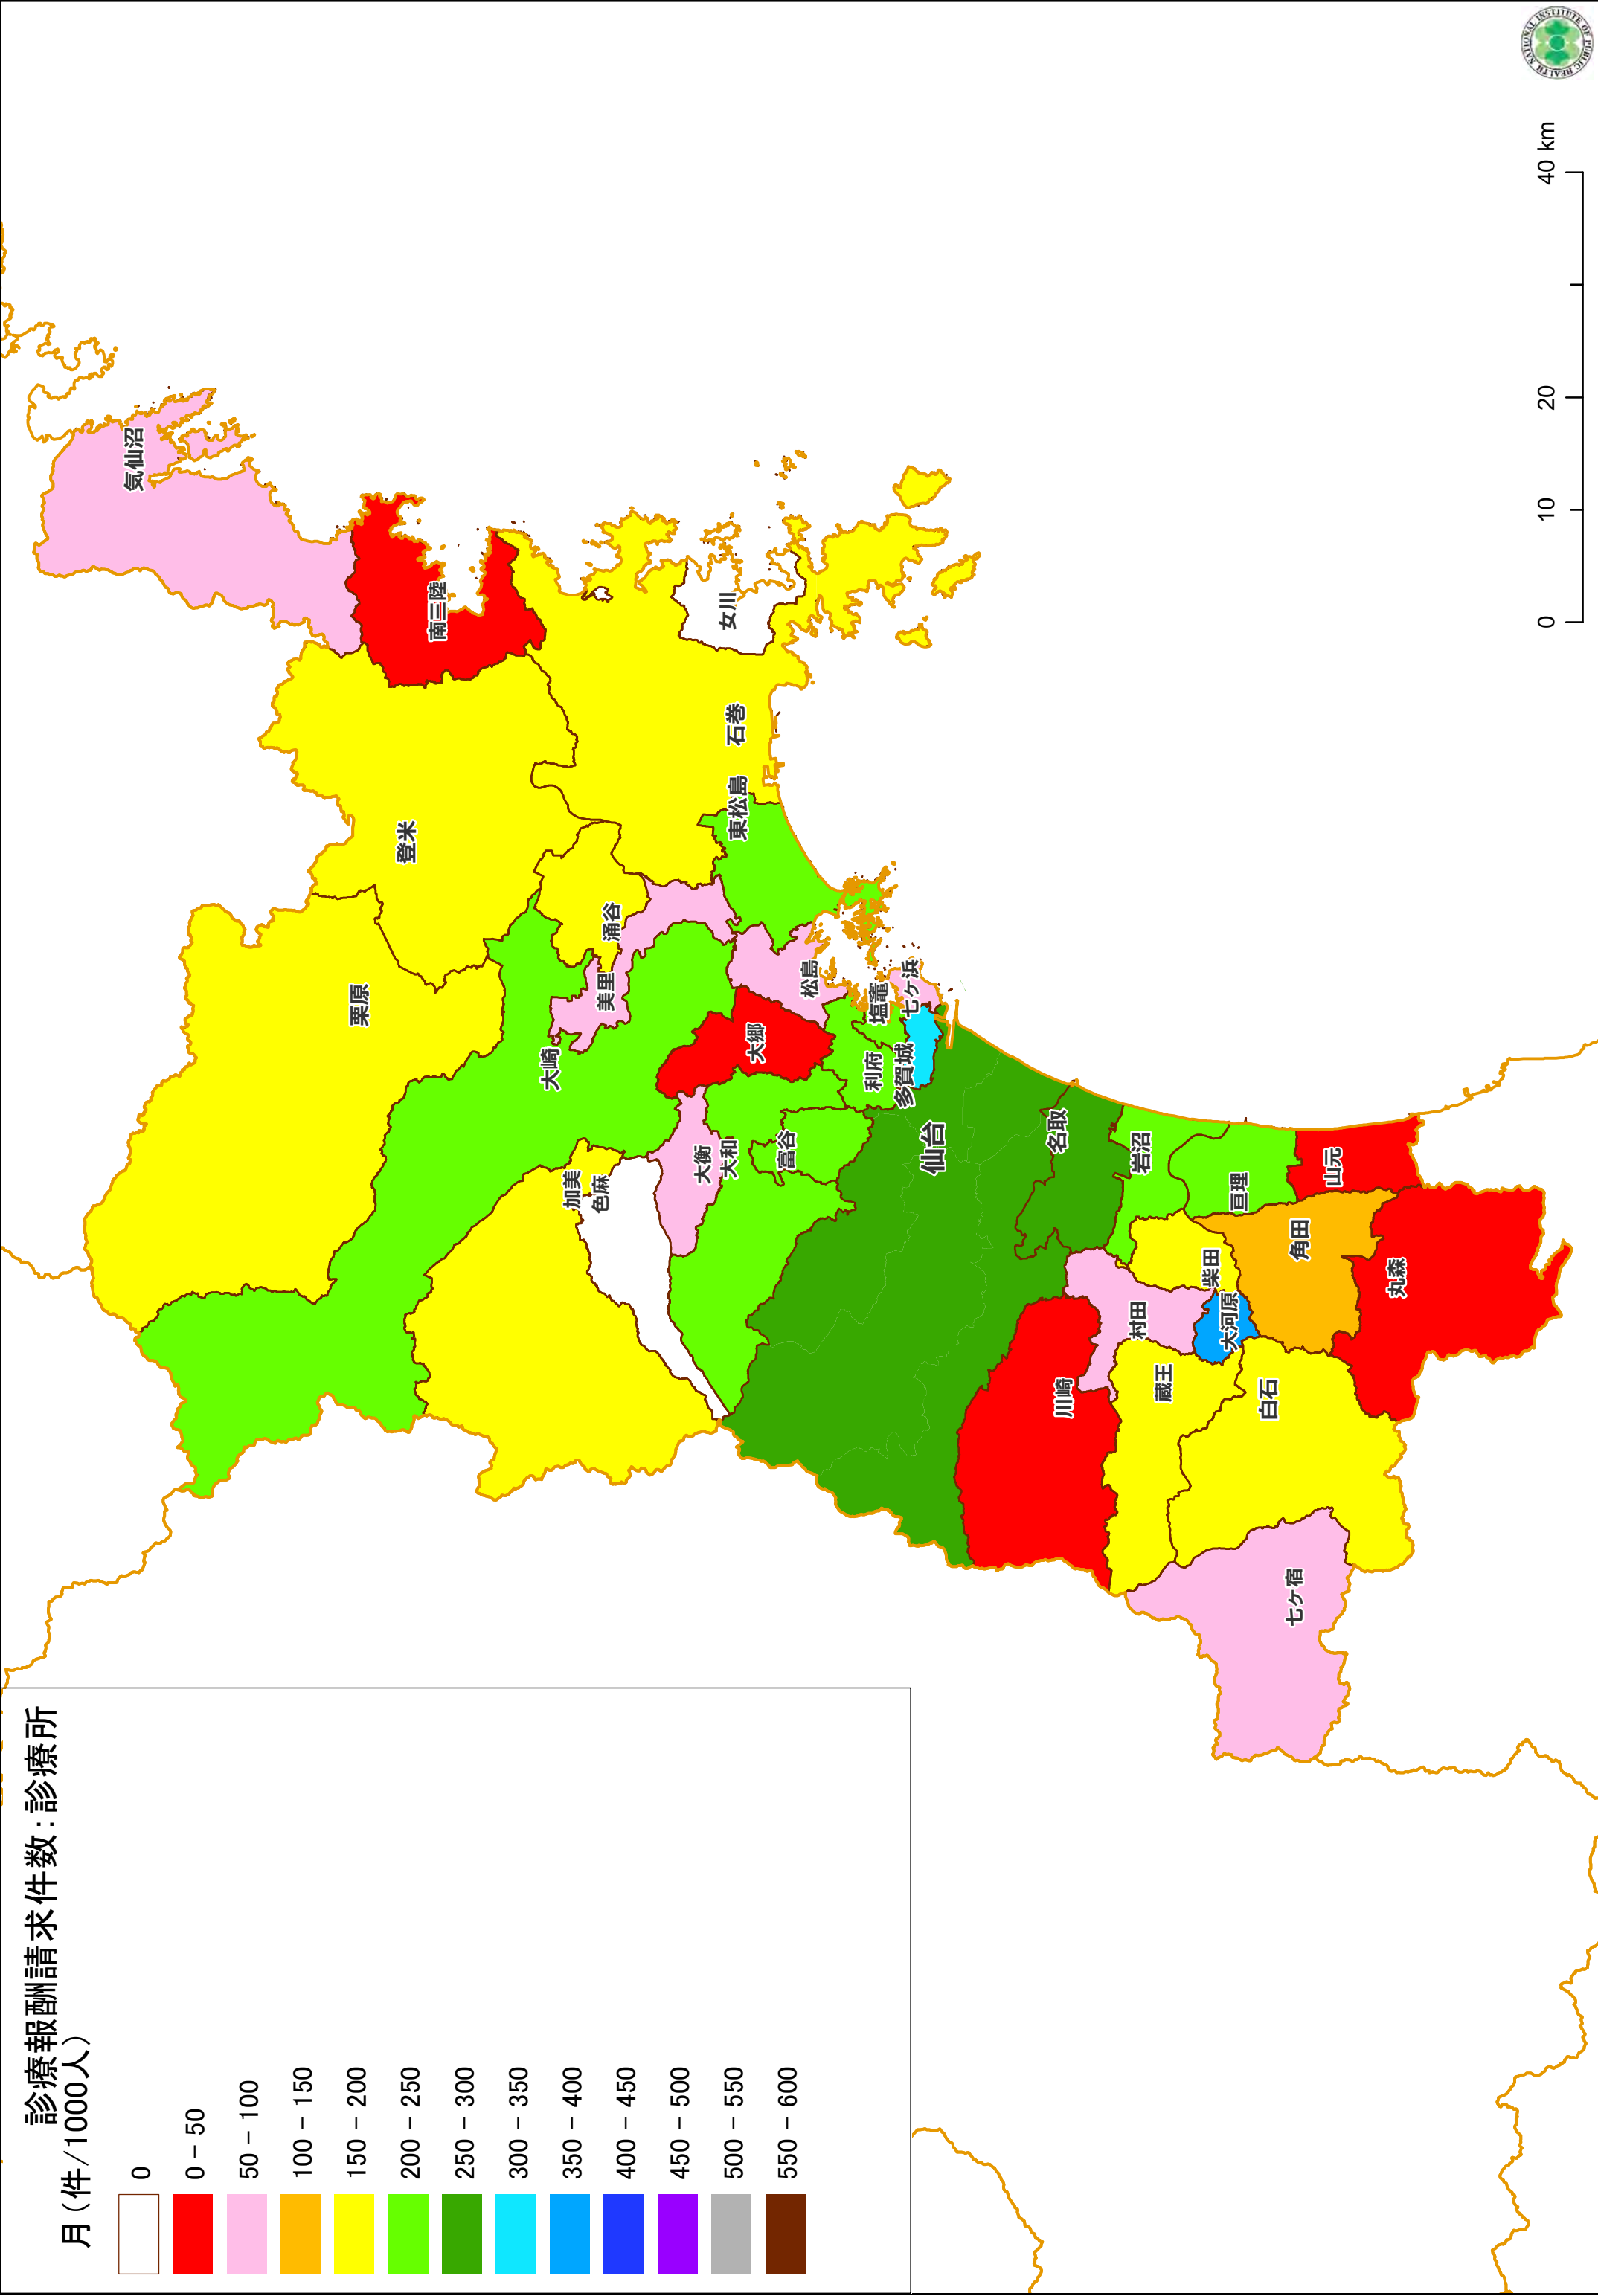 診療報酬請求件数：診療所
月（件/1000人）
0
0 - 50
50 - 100
100 - 150
150 - 200
200 - 250
250 - 300
300 - 350
350 - 400
400 - 450
450 - 500
500 - 550
550 - 600
気仙沼
南三陸
登米
栗原
女川
石巻
東松島
涌谷
美里
大崎
松島
大郷
塩竈
七ヶ浜
利府
多賀城
加美
色麻
大衡
大和
富谷
仙台
名取
岩沼
亘理
山元
角田
丸森
柴田
大河原
村田
川崎
蔵王
白石
七ヶ宿
0
10
20
40 km
NATIONAL INSTITUTE OF PUBLIC HEALTH